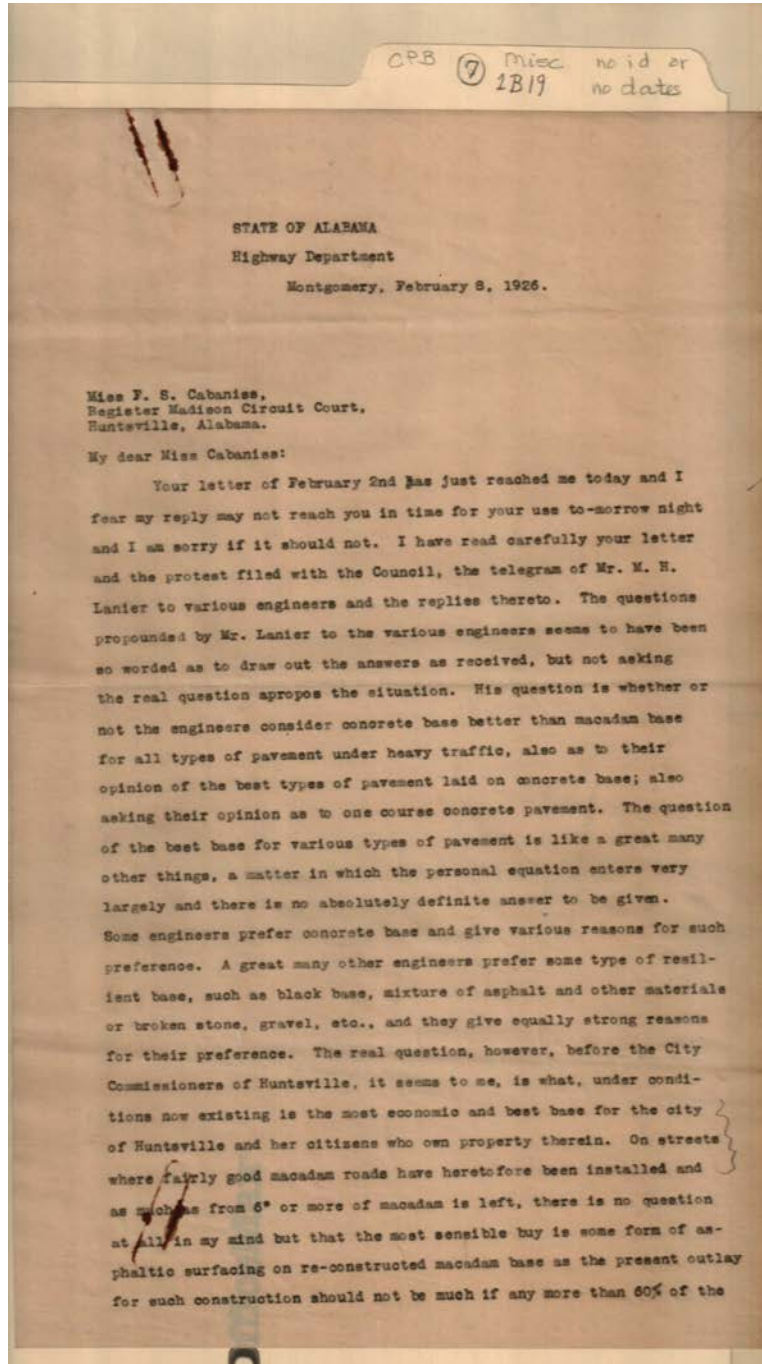 CPB ⑦ Misc no id or
2B19 no dates
STATE OF ALABAMA
Highway Department
Montgomery, February 8, 1926.
Miss F. S. Cabaniss,
Register Madison Circuit Court,
Huntsville, Alabama.
My dear Miss Cabaniss:
Your letter of February 2nd has just reached me today and I
fear my reply may not reach you in time for your use to-morrow night
and I am sorry if it should not. I have read carefully your letter
and the protest filed with the Council, the telegram of Mr. M. H.
Lanier to various engineers and the replies thereto. The questions
propounded by Mr. Lanier to the various engineers seems to have been
so worded as to draw out the answers as received, but not asking
the real question apropos the situation. His question is whether or
not the engineers consider concrete base better than macadam base
for all types of pavement under heavy traffic, also as to their
opinion of the best types of pavement laid on concrete base; also
asking their opinion as to one course concrete pavement. The question
of the best base for various types of pavement is like a great many
other things, a matter in which the personal equation enters very
largely and there is no absolutely definite answer to be given.
Some engineers prefer concrete base and give various reasons for such
preference. A great many other engineers prefer some type of resil-
ient base, such as black base, mixture of asphalt and other materials
or broken stone, gravel, etc., and they give equally strong reasons
for their preference. The real question, however, before the City
Commissioners of Huntsville, it seems to me, is what, under condi-
tions now existing is the most economic and best base for the city
of Huntsville and her citizens who own property therein. On streets
where fairly good macadam roads have heretofore been installed and
as much as from 6" or more of macadam is left, there is no question
at all in my mind but that the most sensible buy is some form of as-
phaltic surfacing on re-constructed macadam base as the present outlay
for such construction should not be much if any more than 60% of the